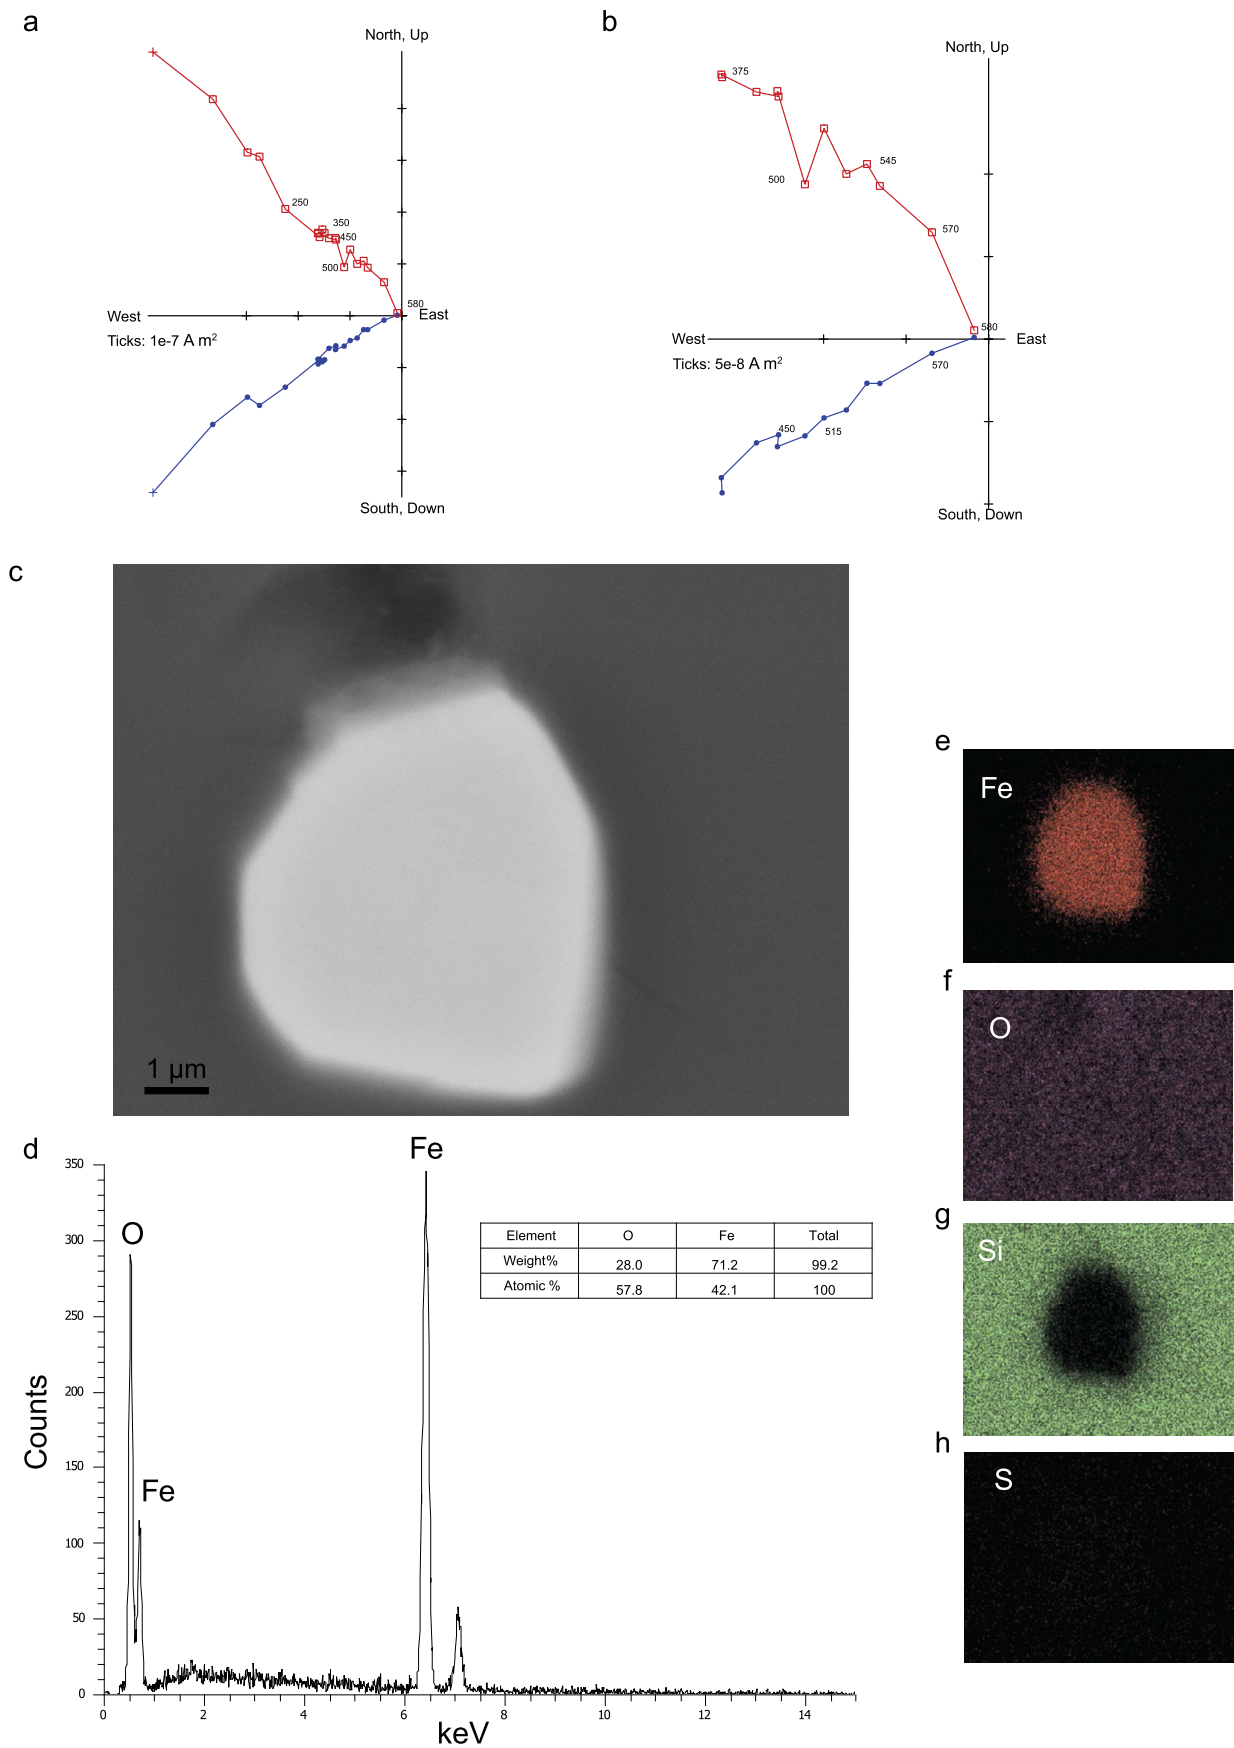 a
North, Up
250
350
450
500
580
West
East
Ticks: 1e-7 A m²
South, Down
b
North, Up
375
500
545
570
580
West
East
Ticks: 5e-8 A m²
570
450
515
South, Down
c
1 µm
e
Fe
f
O
g
Si
h
S
d
Fe
O
Fe
Element O Fe Total
Weight% 28.0 71.2 99.2
Atomic % 57.8 42.1 100
Counts
350
300
250
200
150
100
50
0
0 2 4 6 8 10 12 14
keV